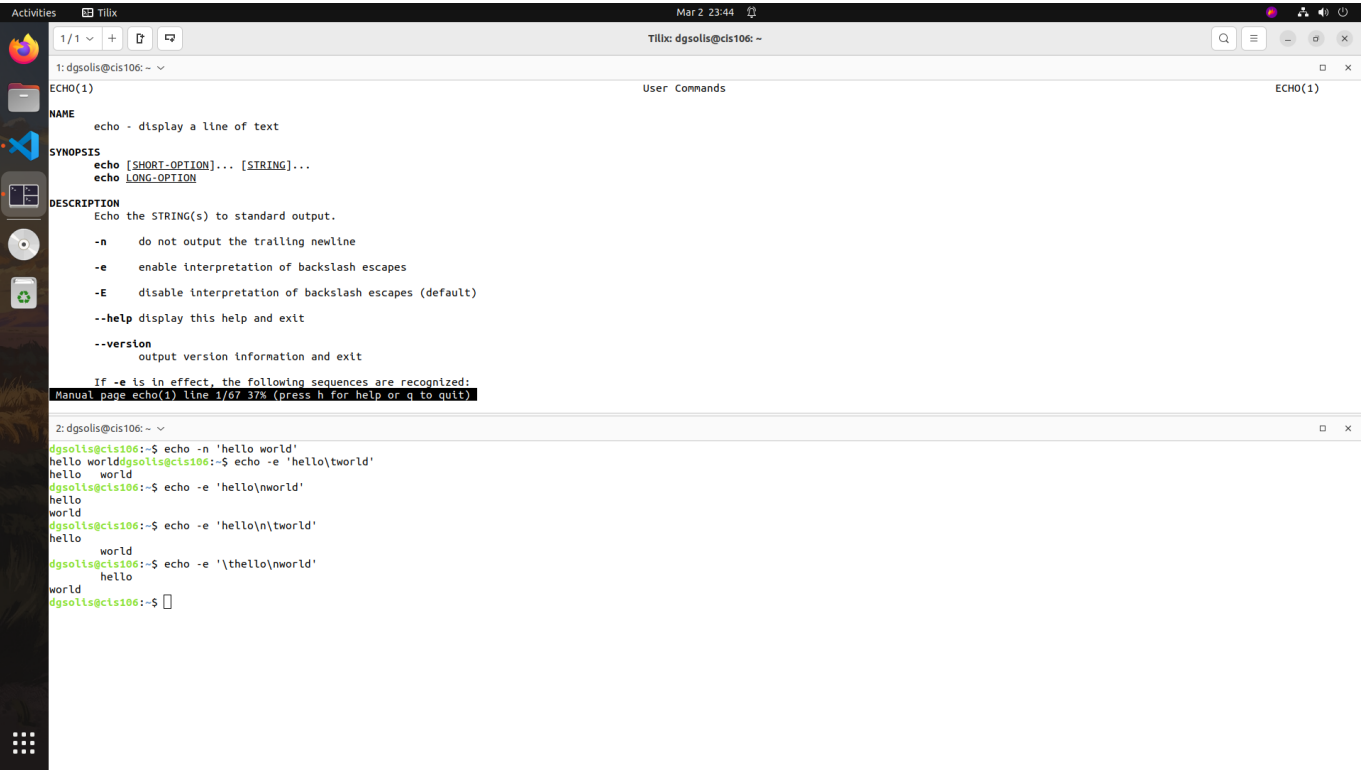 Activities Tilix Mar 2 23:44
1/1 Tilix: dgsolis@cis106: ~
1: dgsolis@cis106: ~
ECHO(1) User Commands ECHO(1)
NAME
echo - display a line of text
SYNOPSIS
echo [SHORT-OPTION]... [STRING]...
echo LONG-OPTION
DESCRIPTION
Echo the STRING(s) to standard output.
-n do not output the trailing newline
-e enable interpretation of backslash escapes
-E disable interpretation of backslash escapes (default)
--help display this help and exit
--version
output version information and exit
If -e is in effect, the following sequences are recognized:
Manual page echo(1) line 1/67 37% (press h for help or q to quit)
2: dgsolis@cis106: ~
dgsolis@cis106:~$ echo -n 'hello world'
hello worlddgsolis@cis106:~$ echo -e 'hello\tworld'
hello world
dgsolis@cis106:~$ echo -e 'hello\nworld'
hello
world
dgsolis@cis106:~$ echo -e 'hello\n\tworld'
hello
world
dgsolis@cis106:~$ echo -e '\thello\nworld'
hello
world
dgsolis@cis106:~$